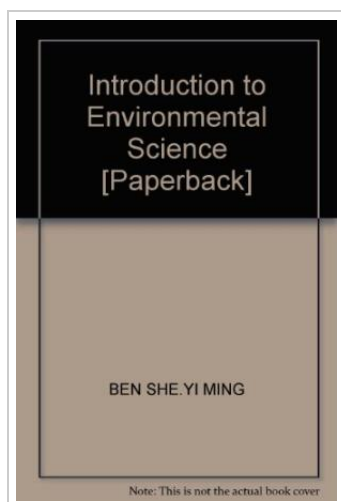 Introduction to
Environmental
Science
[Paperback]
BEN SHE.YI MING
Note: This is not the actual book cover